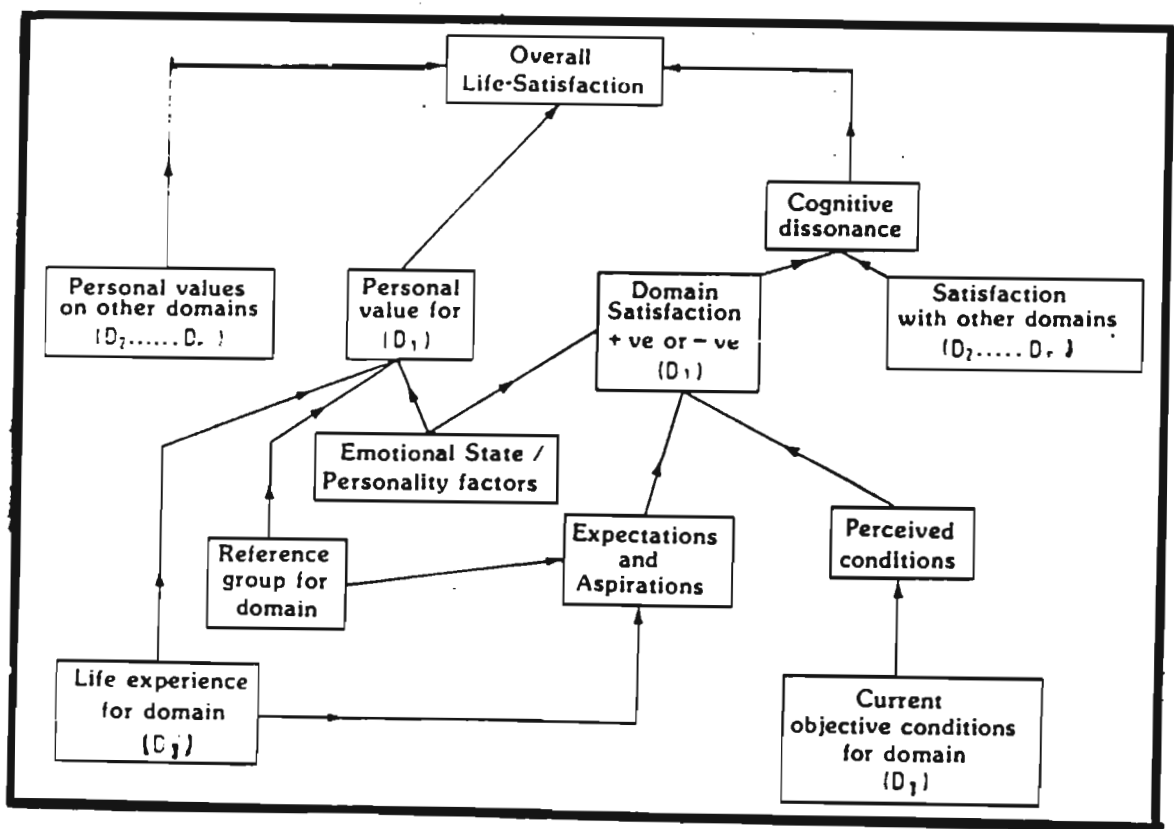 Overall
Life-Satisfaction
Cognitive
dissonance
Personal values
on other domains
(D₂......D
Personal
value for
(D₁)
Domain
Satisfaction
+ ve or – ve
(D₁)
Satisfaction
with other domains
(D₂.....D
Emotional State /
Personality factors
Reference
group for
domain
Expectations
and
Aspirations
Perceived
conditions
Life experience
for domain
(D₁)
Current
objective conditions
for domain
(D₁)